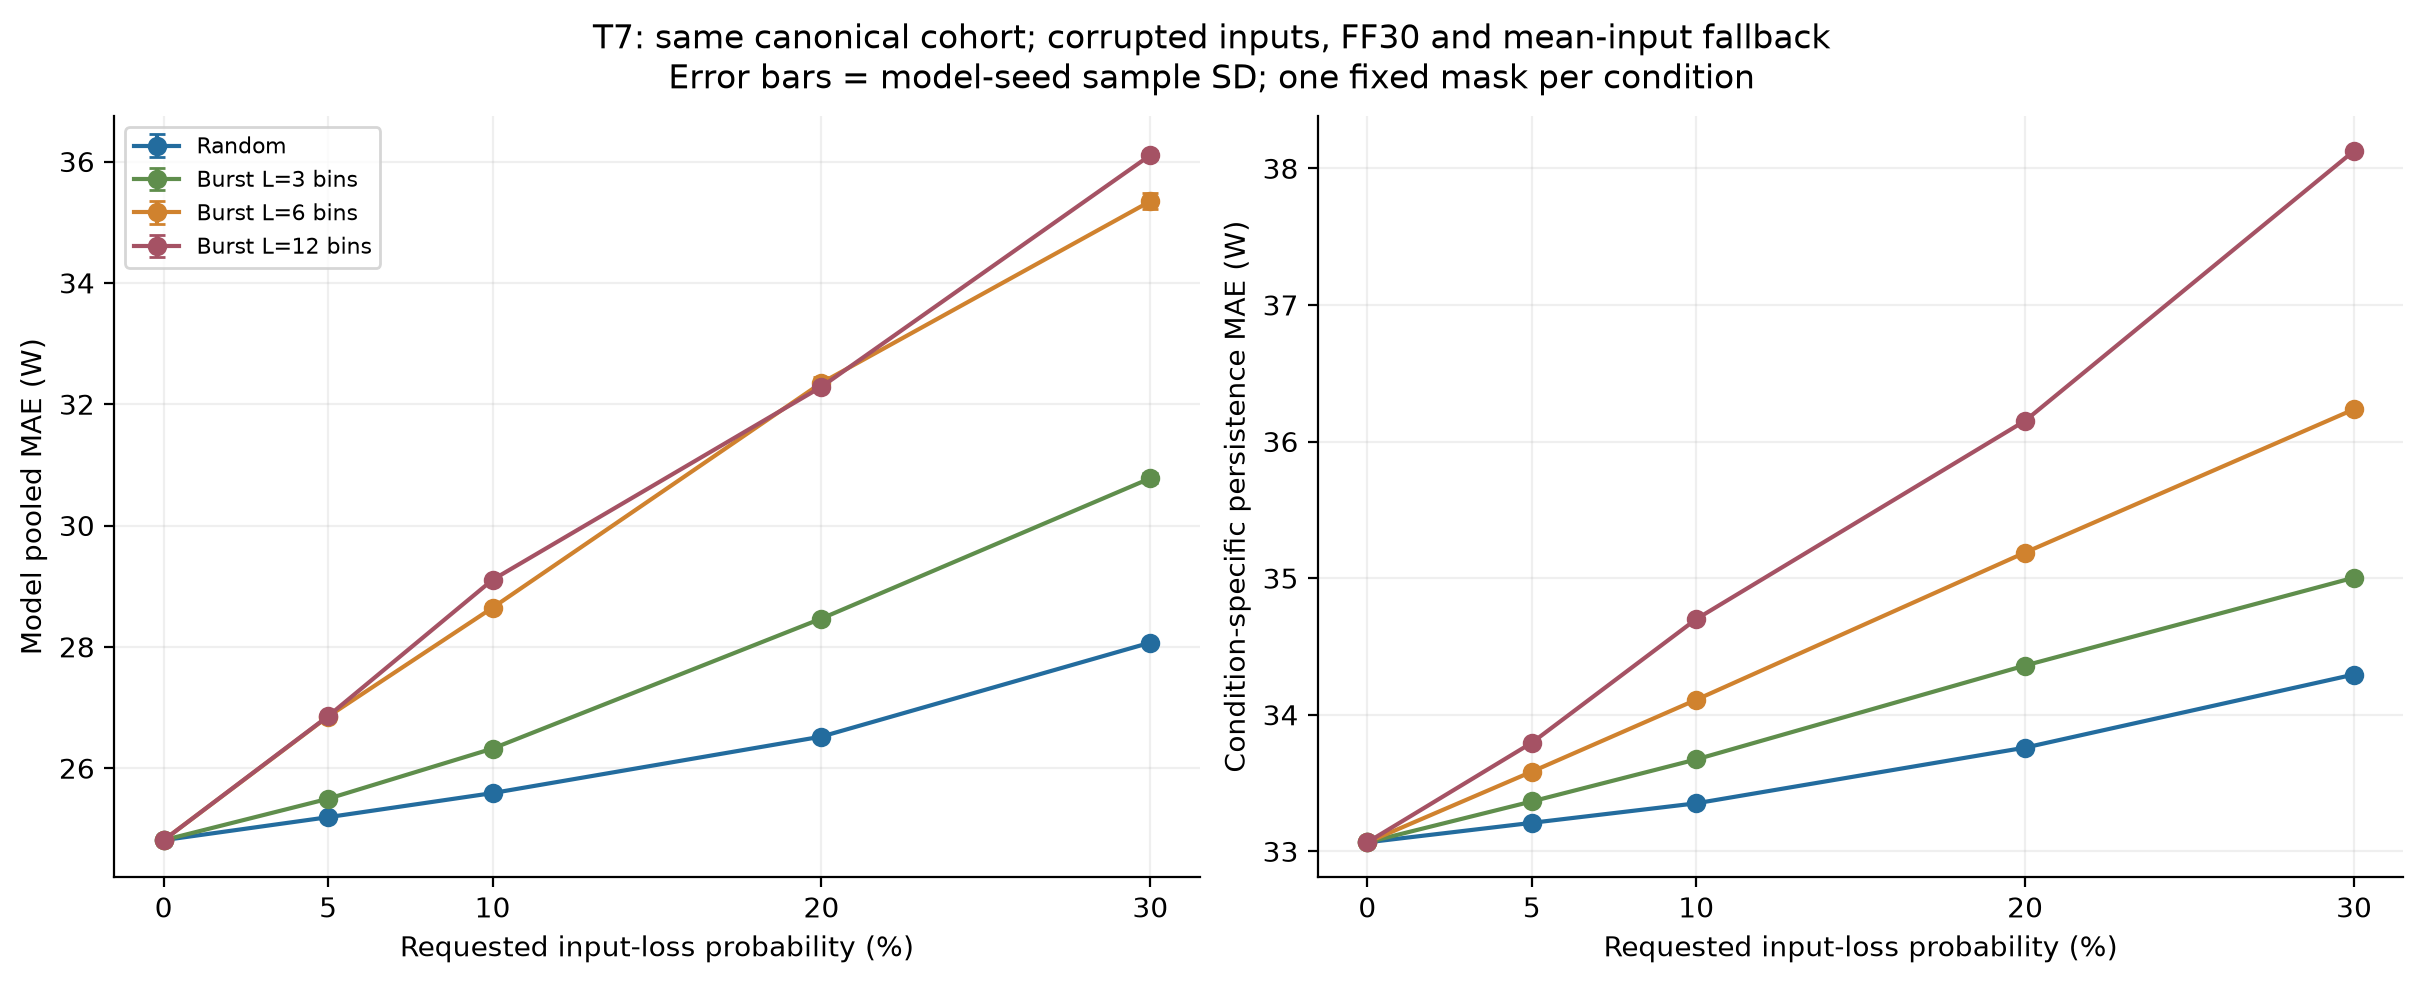 T7: same canonical cohort; corrupted inputs, FF30 and mean-input fallback
Error bars = model-seed sample SD; one fixed mask per condition
Model pooled MAE (W)
36
34
32
30
28
26
Random
Burst L=3 bins
Burst L=6 bins
Burst L=12 bins
0
5
10
20
30
Requested input-loss probability (%)
Condition-specific persistence MAE (W)
38
37
36
35
34
33
0
5
10
20
30
Requested input-loss probability (%)